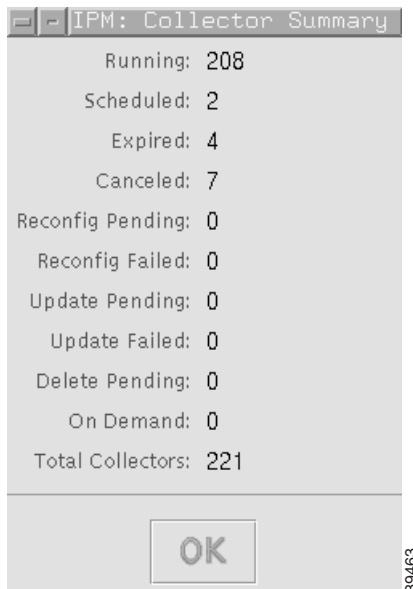 IPM: Collector Summary
Running: 208
Scheduled: 2
Expired: 4
Canceled: 7
Reconfig Pending: 0
Reconfig Failed: 0
Update Pending: 0
Update Failed: 0
Delete Pending: 0
On Demand: 0
Total Collectors: 221
OK